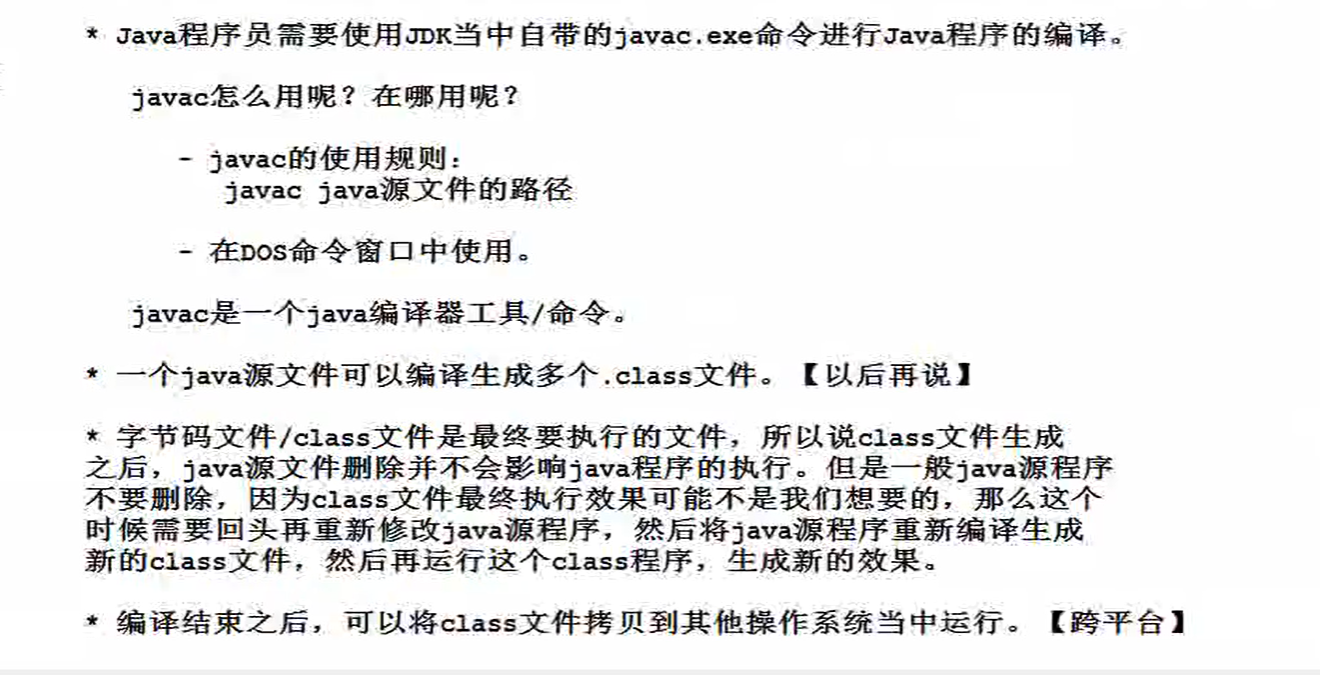 * Java程序员需要使用JDK当中自带的javac.exe命令进行Java程序的编译。
javac怎么用呢？在哪用呢？
- javac的使用规则：
javac java源文件的路径
- 在DOS命令窗口中使用。
javac是一个java编译器工具/命令。
* 一个java源文件可以编译生成多个.class文件。【以后再说】
* 字节码文件/class文件是最终要执行的文件，所以说class文件生成
之后，java源文件删除并不会影响java程序的执行。但是一般java源程序
不要删除，因为class文件最终执行效果可能不是我们想要的，那么这个
时候需要回头再重新修改java源程序，然后将java源程序重新编译生成
新的class文件，然后再运行这个class程序，生成新的效果。
* 编译结束之后，可以将class文件拷贝到其他操作系统当中运行。【跨平台】